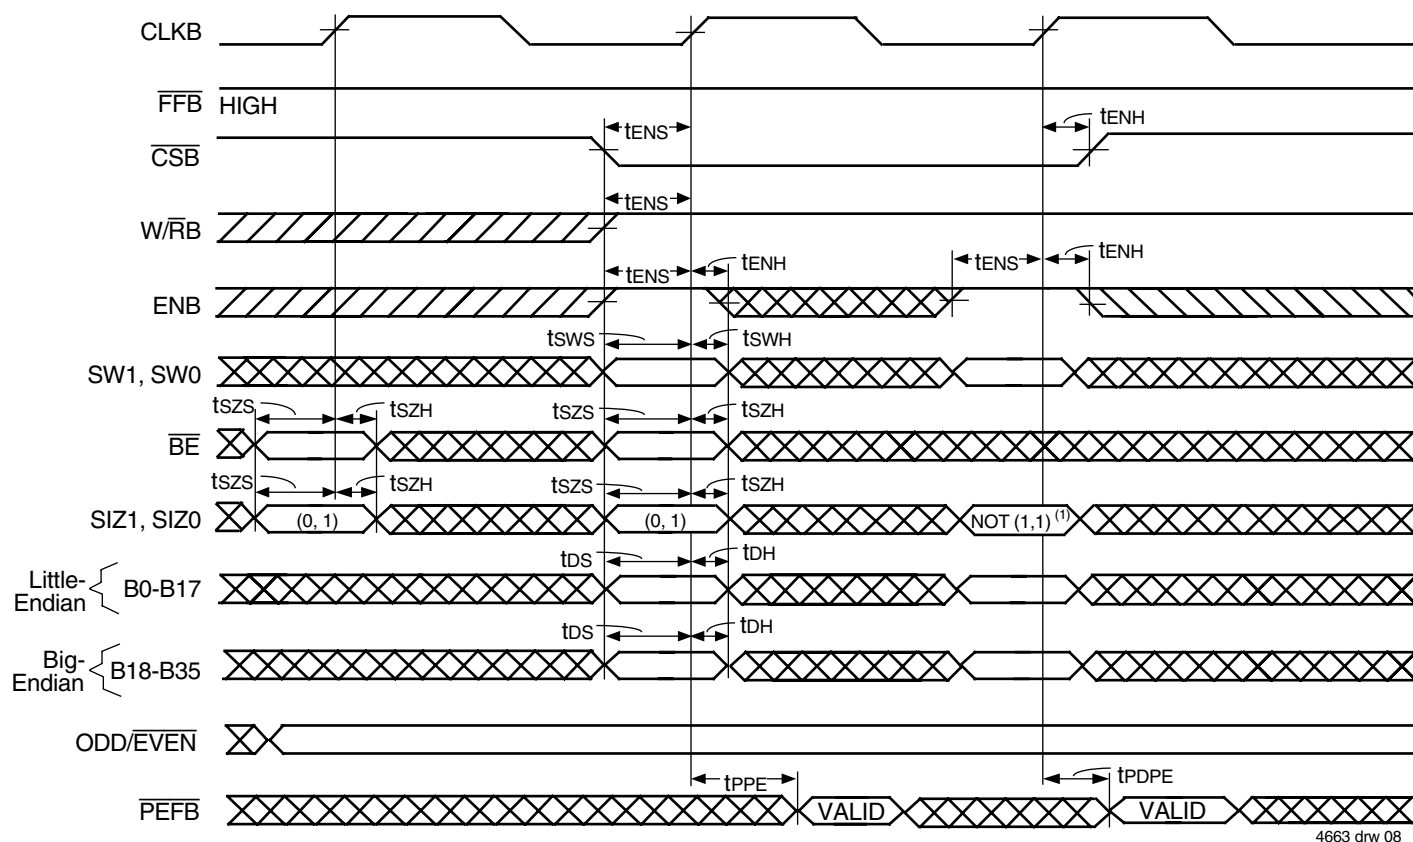 CLKB
FFB HIGH
tENS tENH
CSB
tENS
W/RB
tENS tENH tENS tENH
ENB
tSWS tSWH
SW1, SW0
tSZS tSZH tSZS tSZH
BE
tSZS tSZH tSZS tSZH
SIZ1, SIZ0 (0, 1) (0, 1) NOT (1,1) (1)
tDS tDH
Little-Endian B0-B17
tDS tDH
Big-Endian B18-B35
ODD/EVEN
tPPE tPDPE
PEFB VALID VALID
4663 drw 08